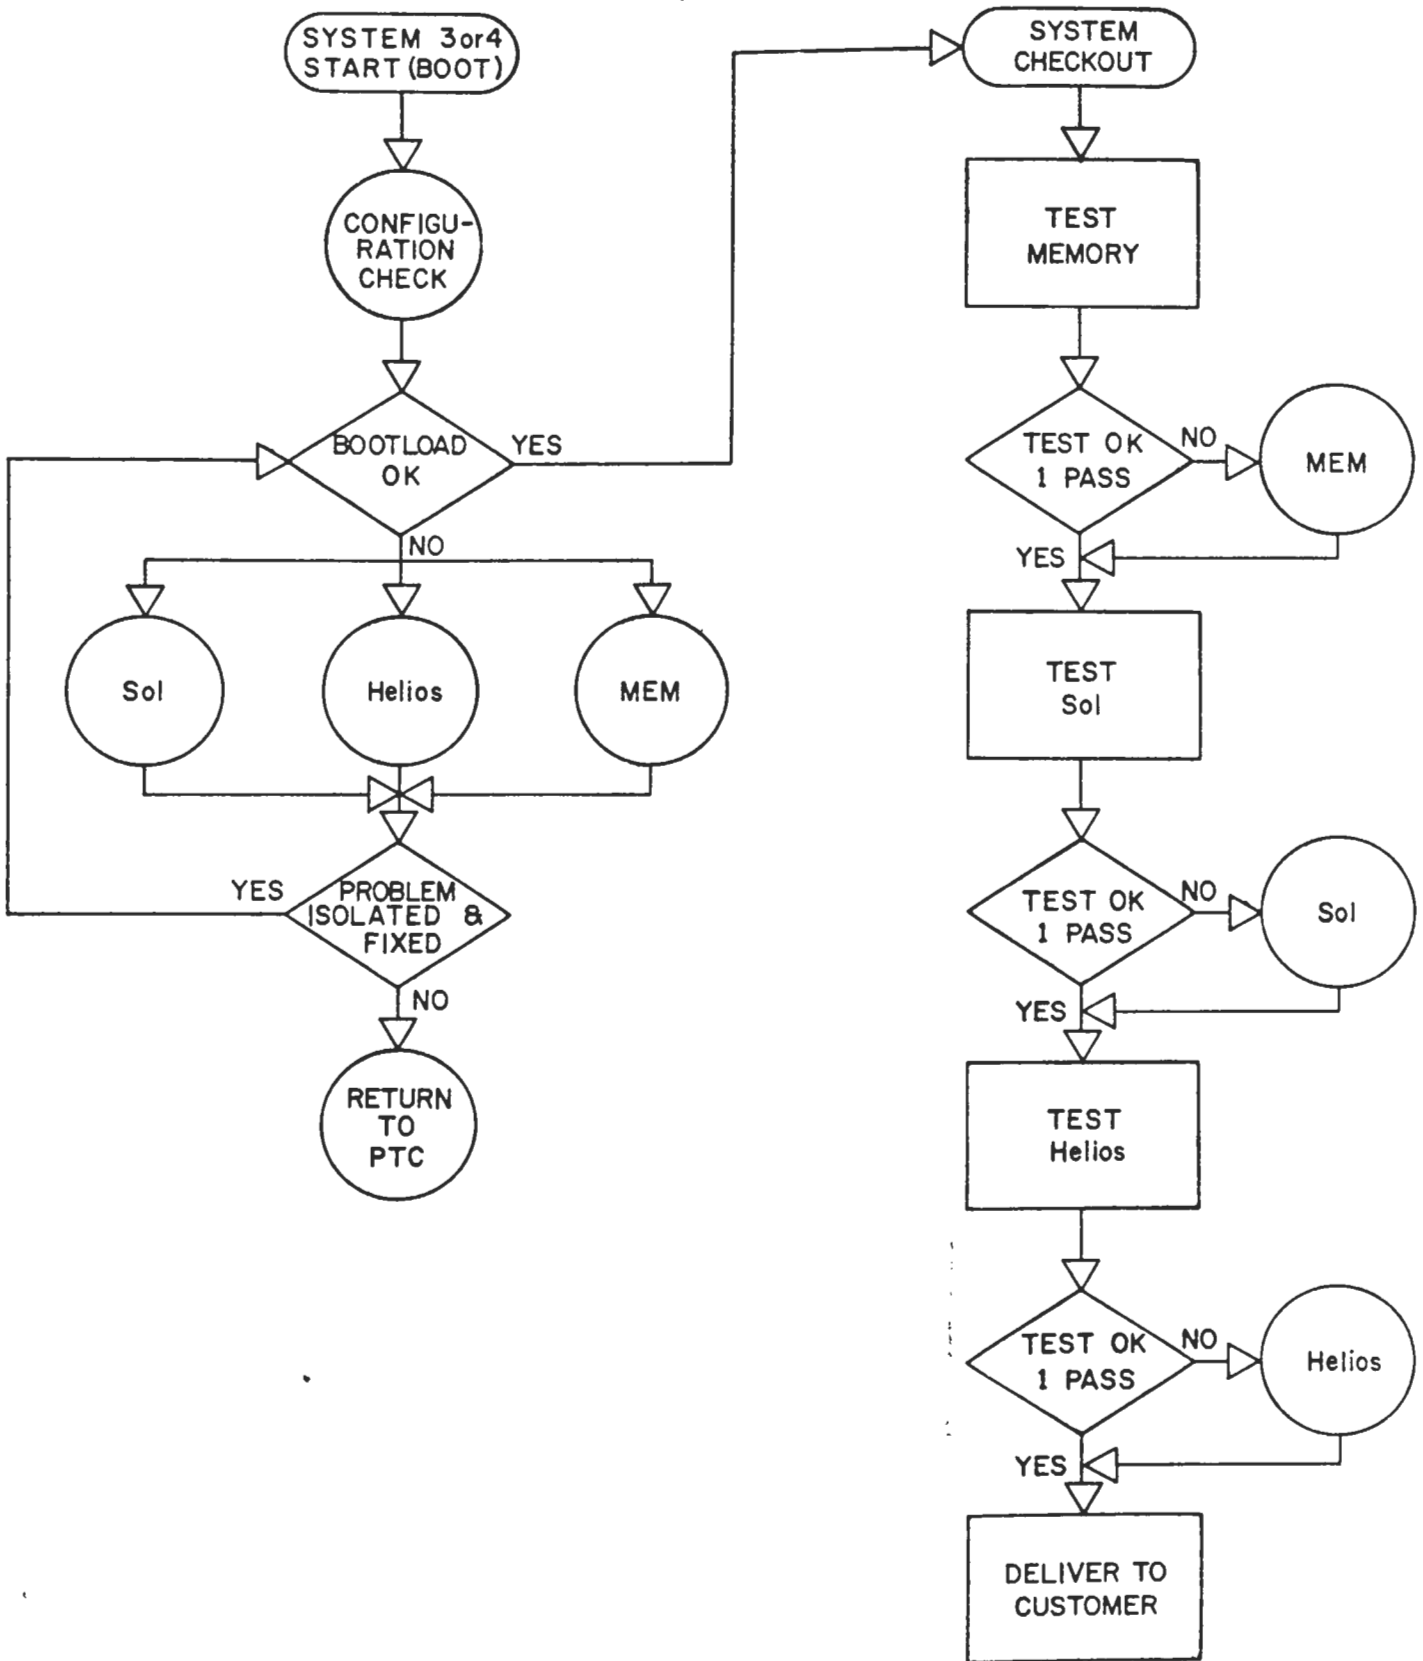 SYSTEM 3or4
START (BOOT)
CONFIGU-
RATION
CHECK
BOOTLOAD
OK
YES
NO
Sol
Helios
MEM
PROBLEM
ISOLATED &
FIXED
YES
NO
RETURN
TO
PTC
SYSTEM
CHECKOUT
TEST
MEMORY
TEST OK
1 PASS
NO
MEM
YES
TEST
Sol
TEST OK
1 PASS
NO
Sol
YES
TEST
Helios
TEST OK
1 PASS
NO
Helios
YES
DELIVER TO
CUSTOMER